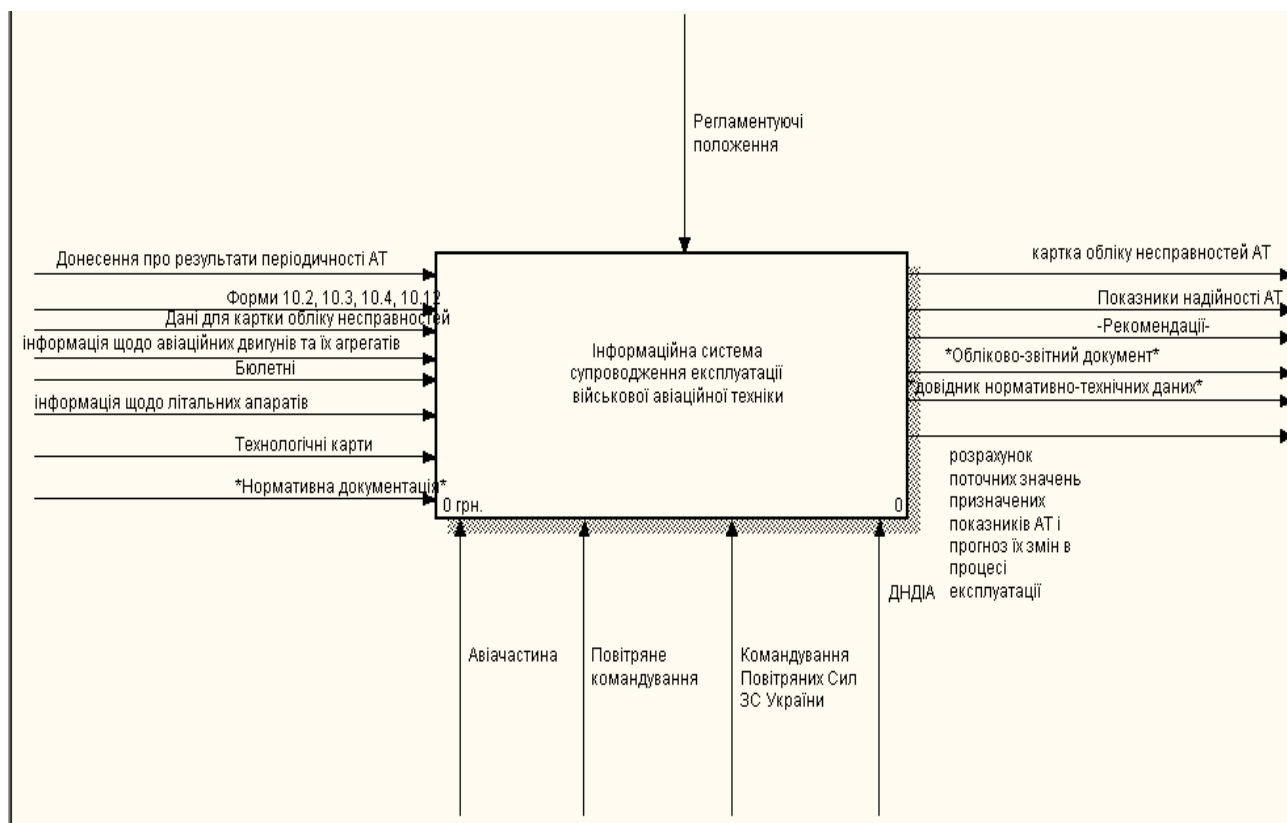 Регламентуючі
положення
Донесення про результати періодичності АТ
Форми 10.2, 10.3, 10.4, 10.12
Дані для картки обліку несправностей
інформація щодо авіаційних двигунів та їх агрегатів
Бюлетні
інформація щодо літальних апаратів
Технологічні карти
*Нормативна документація*
Інформаційна система
супроводження експлуатації
військової авіаційної техніки
0 грн.
0
картка обліку несправностей АТ
Показники надійності АТ
-Рекомендації-
*Обліково-звітний документ*
*довідник нормативно-технічних даних*
розрахунок
поточних значень
призначених
показників АТ і
прогноз їх змін в
процесі
експлуатації
Авіачастина
Повітряне
командування
Командування
Повітряних Сил
ЗС України
ДНДІА